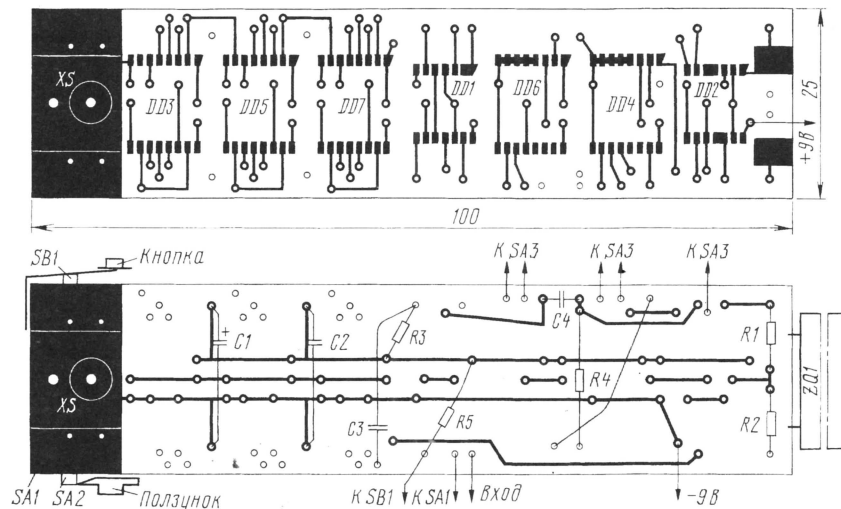 XS
DD3
DD5
DD7
DD1
DD6
DD4
DD2
25
+9В
100
SB1
Кнопка
К SA3
К SA3
К SA3
C1
+
C2
R3
C4
R1
XS
R4
ZQ1
C3
R5
R2
SA1
SA2
Ползунок
К SB1
К SA1
Вход
-9В